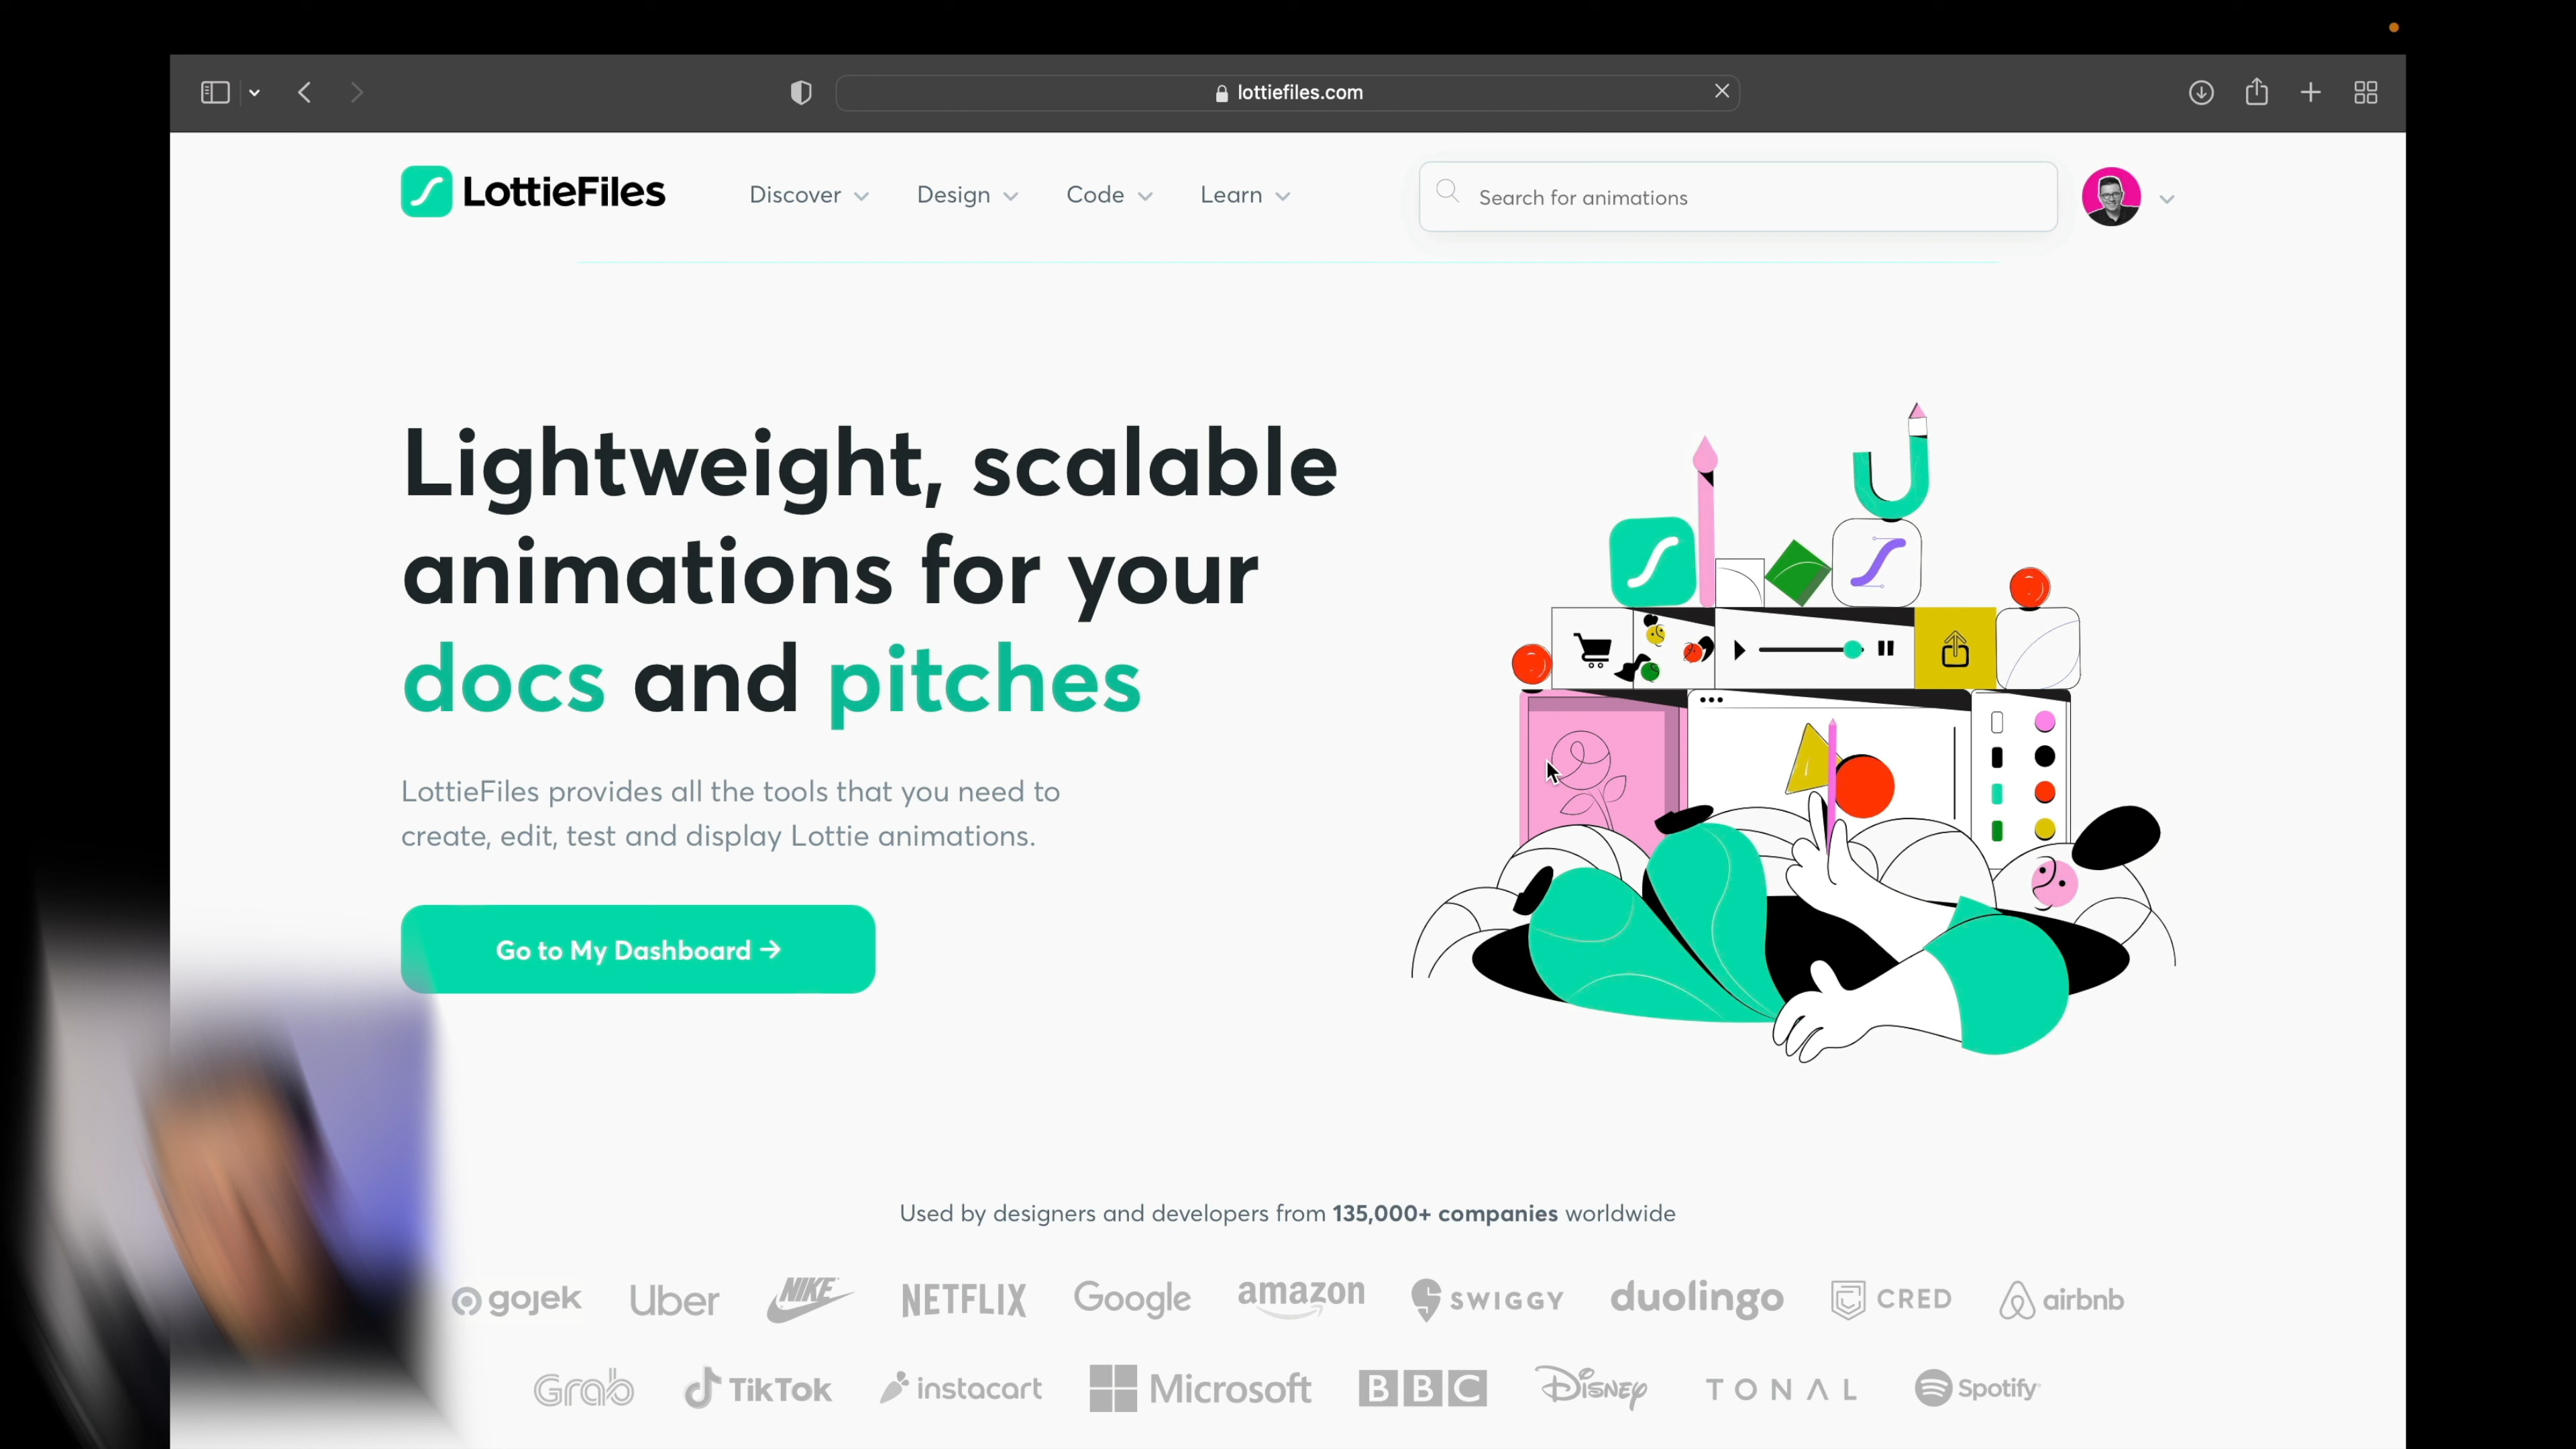 lottiefiles.com
LottieFiles Discover Design Code Learn Search for animations
Lightweight, scalable
animations for your
docs and pitches
LottieFiles provides all the tools that you need to
create, edit, test and display Lottie animations.
Go to My Dashboard →
Used by designers and developers from 135,000+ companies worldwide
gojek Uber NIKE NETFLIX Google amazon SWIGGY duolingo CRED airbnb
Grab TikTok instacart Microsoft BBC Disney TONAL Spotify